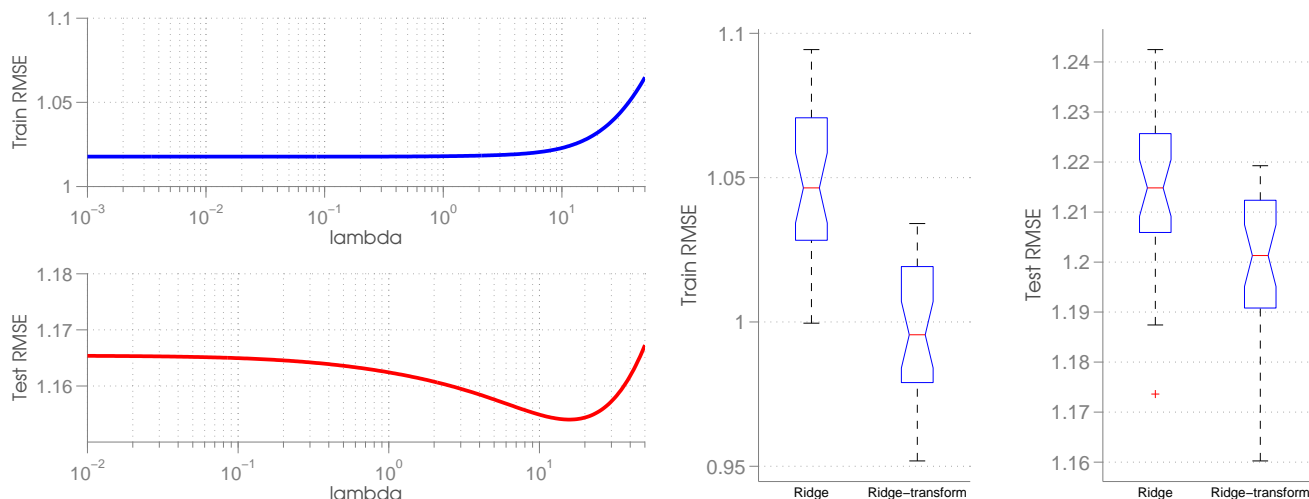 1.1
1.05
1
Train RMSE
10^-3
10^-2
10^-1
10^0
10^1
lambda
1.18
1.17
1.16
Test RMSE
10^-2
10^-1
10^0
10^1
lambda
1.1
1.05
1
0.95
Train RMSE
Ridge
Ridge-transform
1.24
1.23
1.22
1.21
1.2
1.19
1.18
1.17
1.16
Test RMSE
Ridge
Ridge-transform